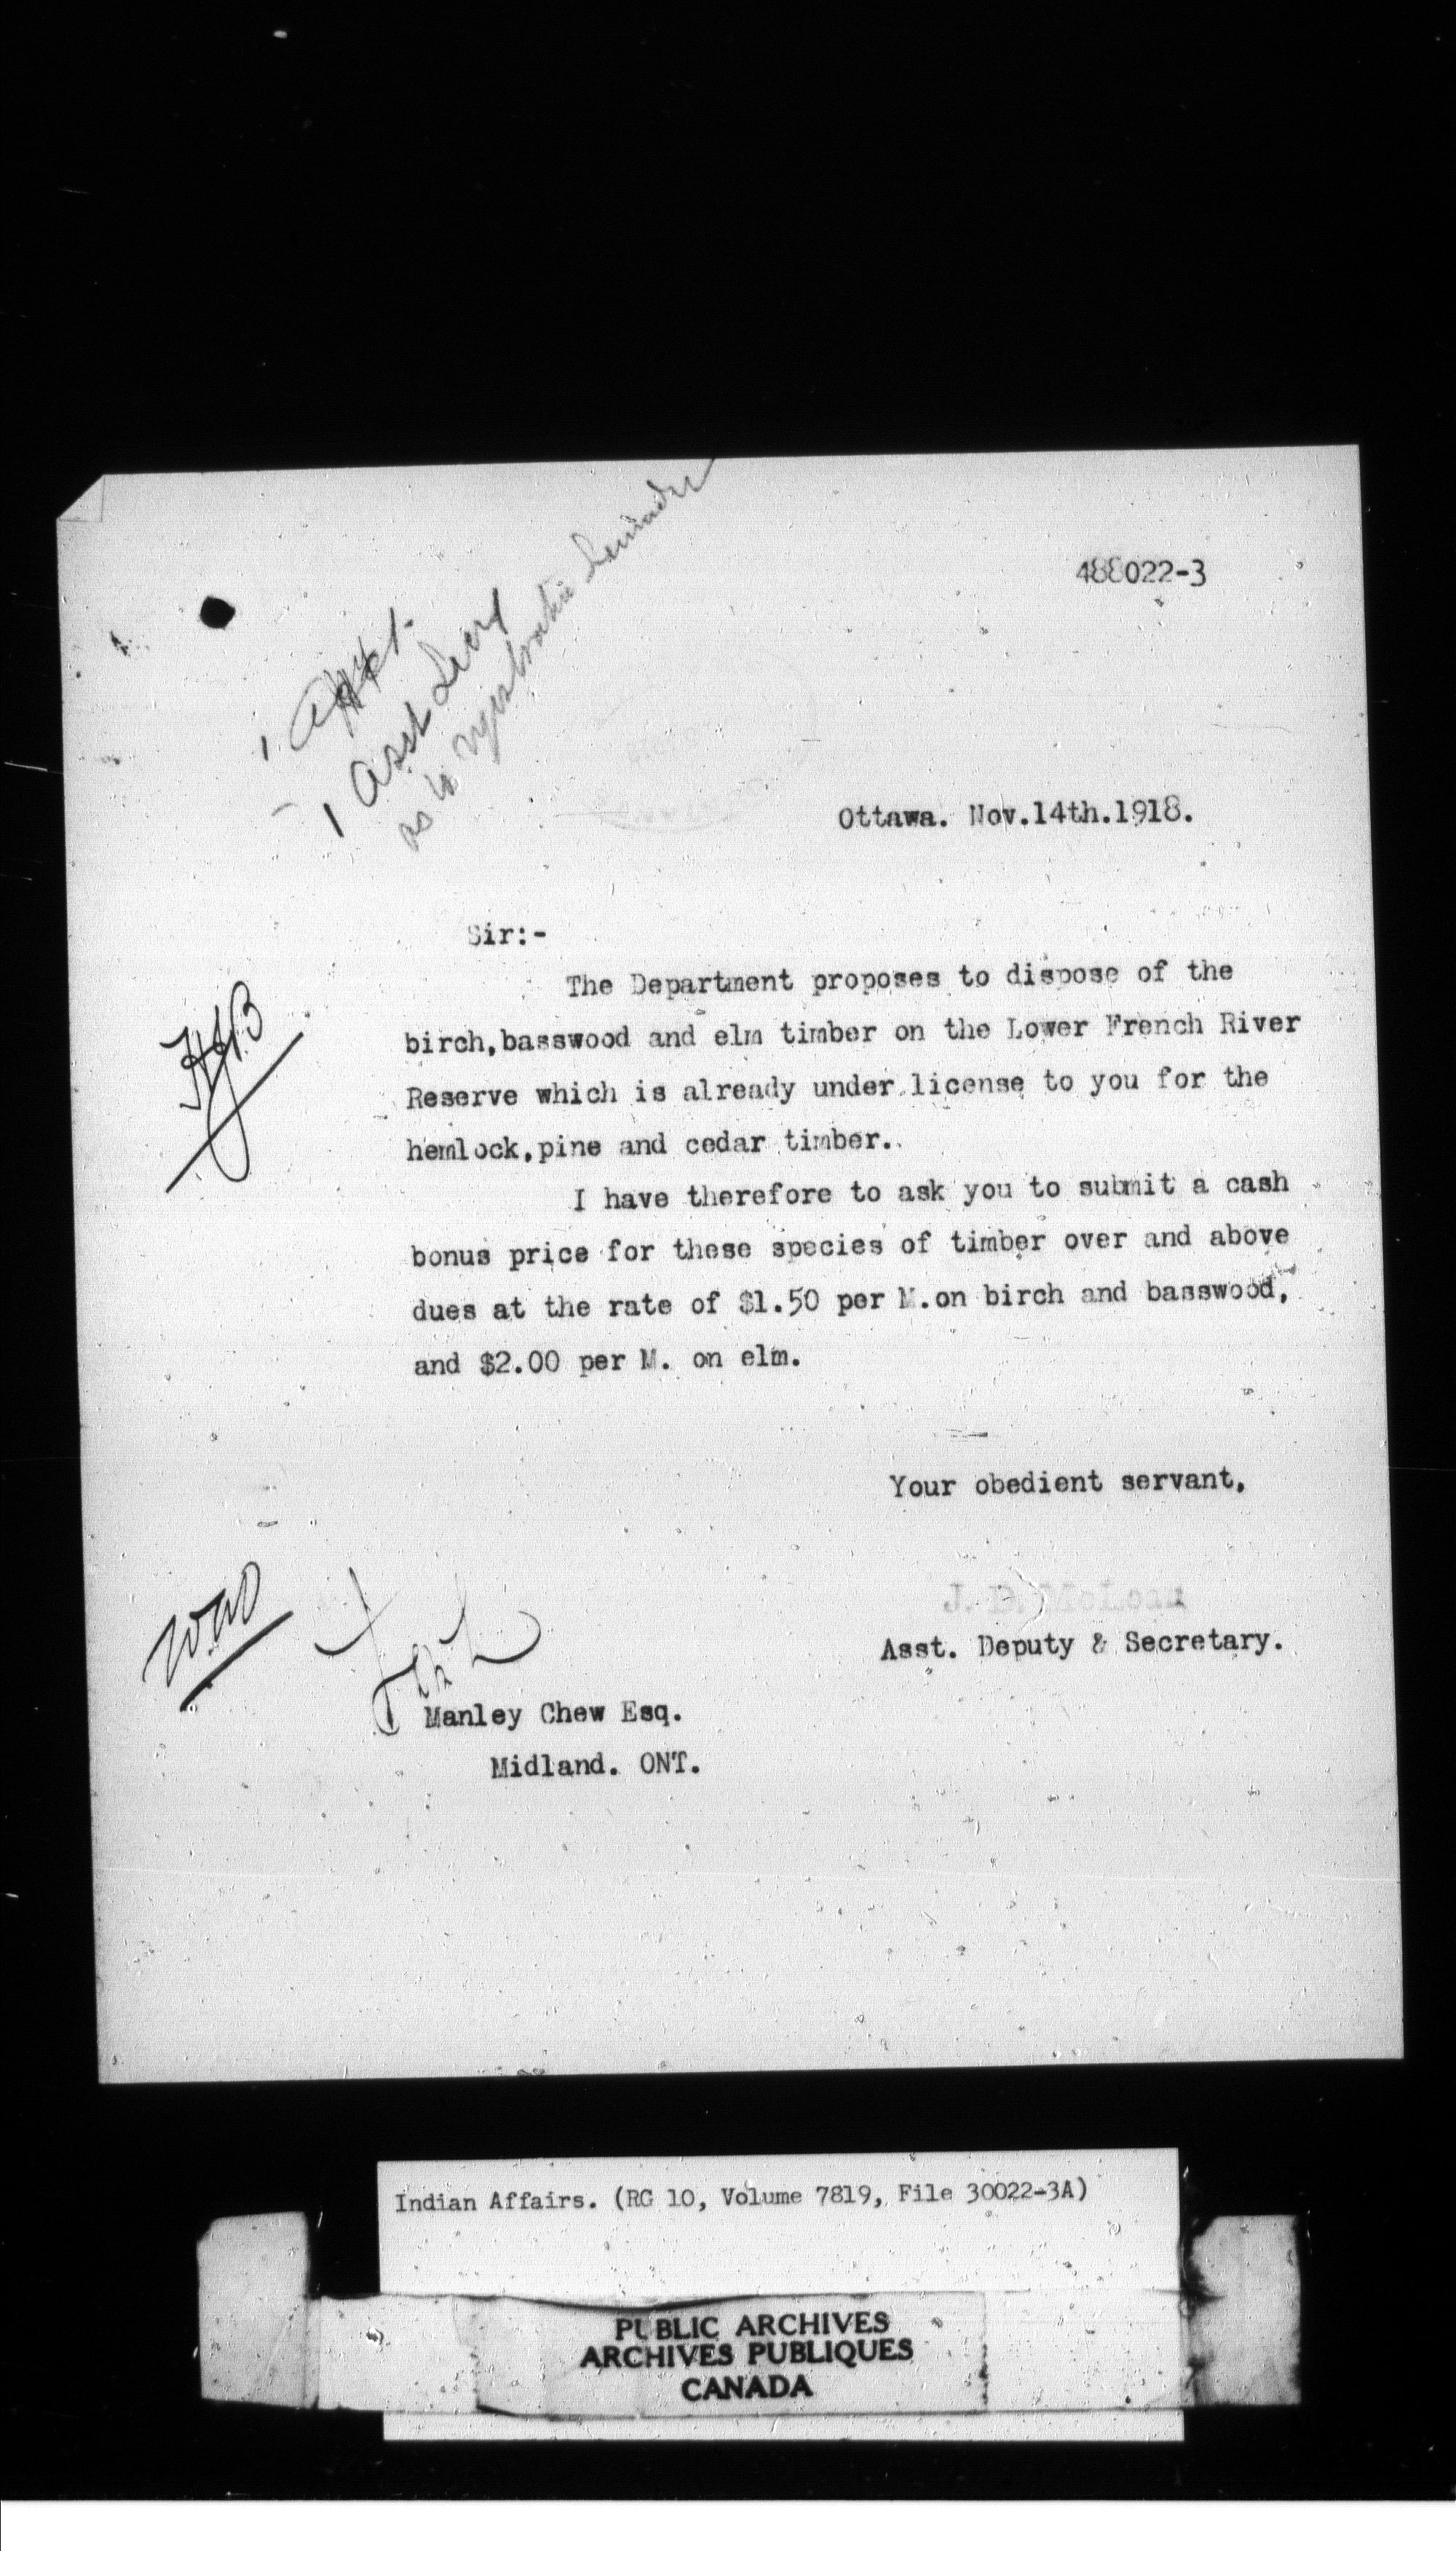 488022-3
Asst Secy
as to
Ottawa. Nov.14th.1918.
Sir:-
The Department proposes to dispose of the
birch,basswood and elm timber on the Lower French River
Reserve which is already under license to you for the
hemlock,pine and cedar timber.
I have therefore to ask you to submit a cash
bonus price for these species of timber over and above
dues at the rate of $1.50 per M.on birch and basswood,
and $2.00 per M. on elm.
Your obedient servant,
J. D. McLean
Asst. Deputy & Secretary.
Manley Chew Esq.
Midland. ONT.
Indian Affairs. (RG 10, Volume 7819, File 30022-3A)
PUBLIC ARCHIVES
ARCHIVES PUBLIQUES
CANADA